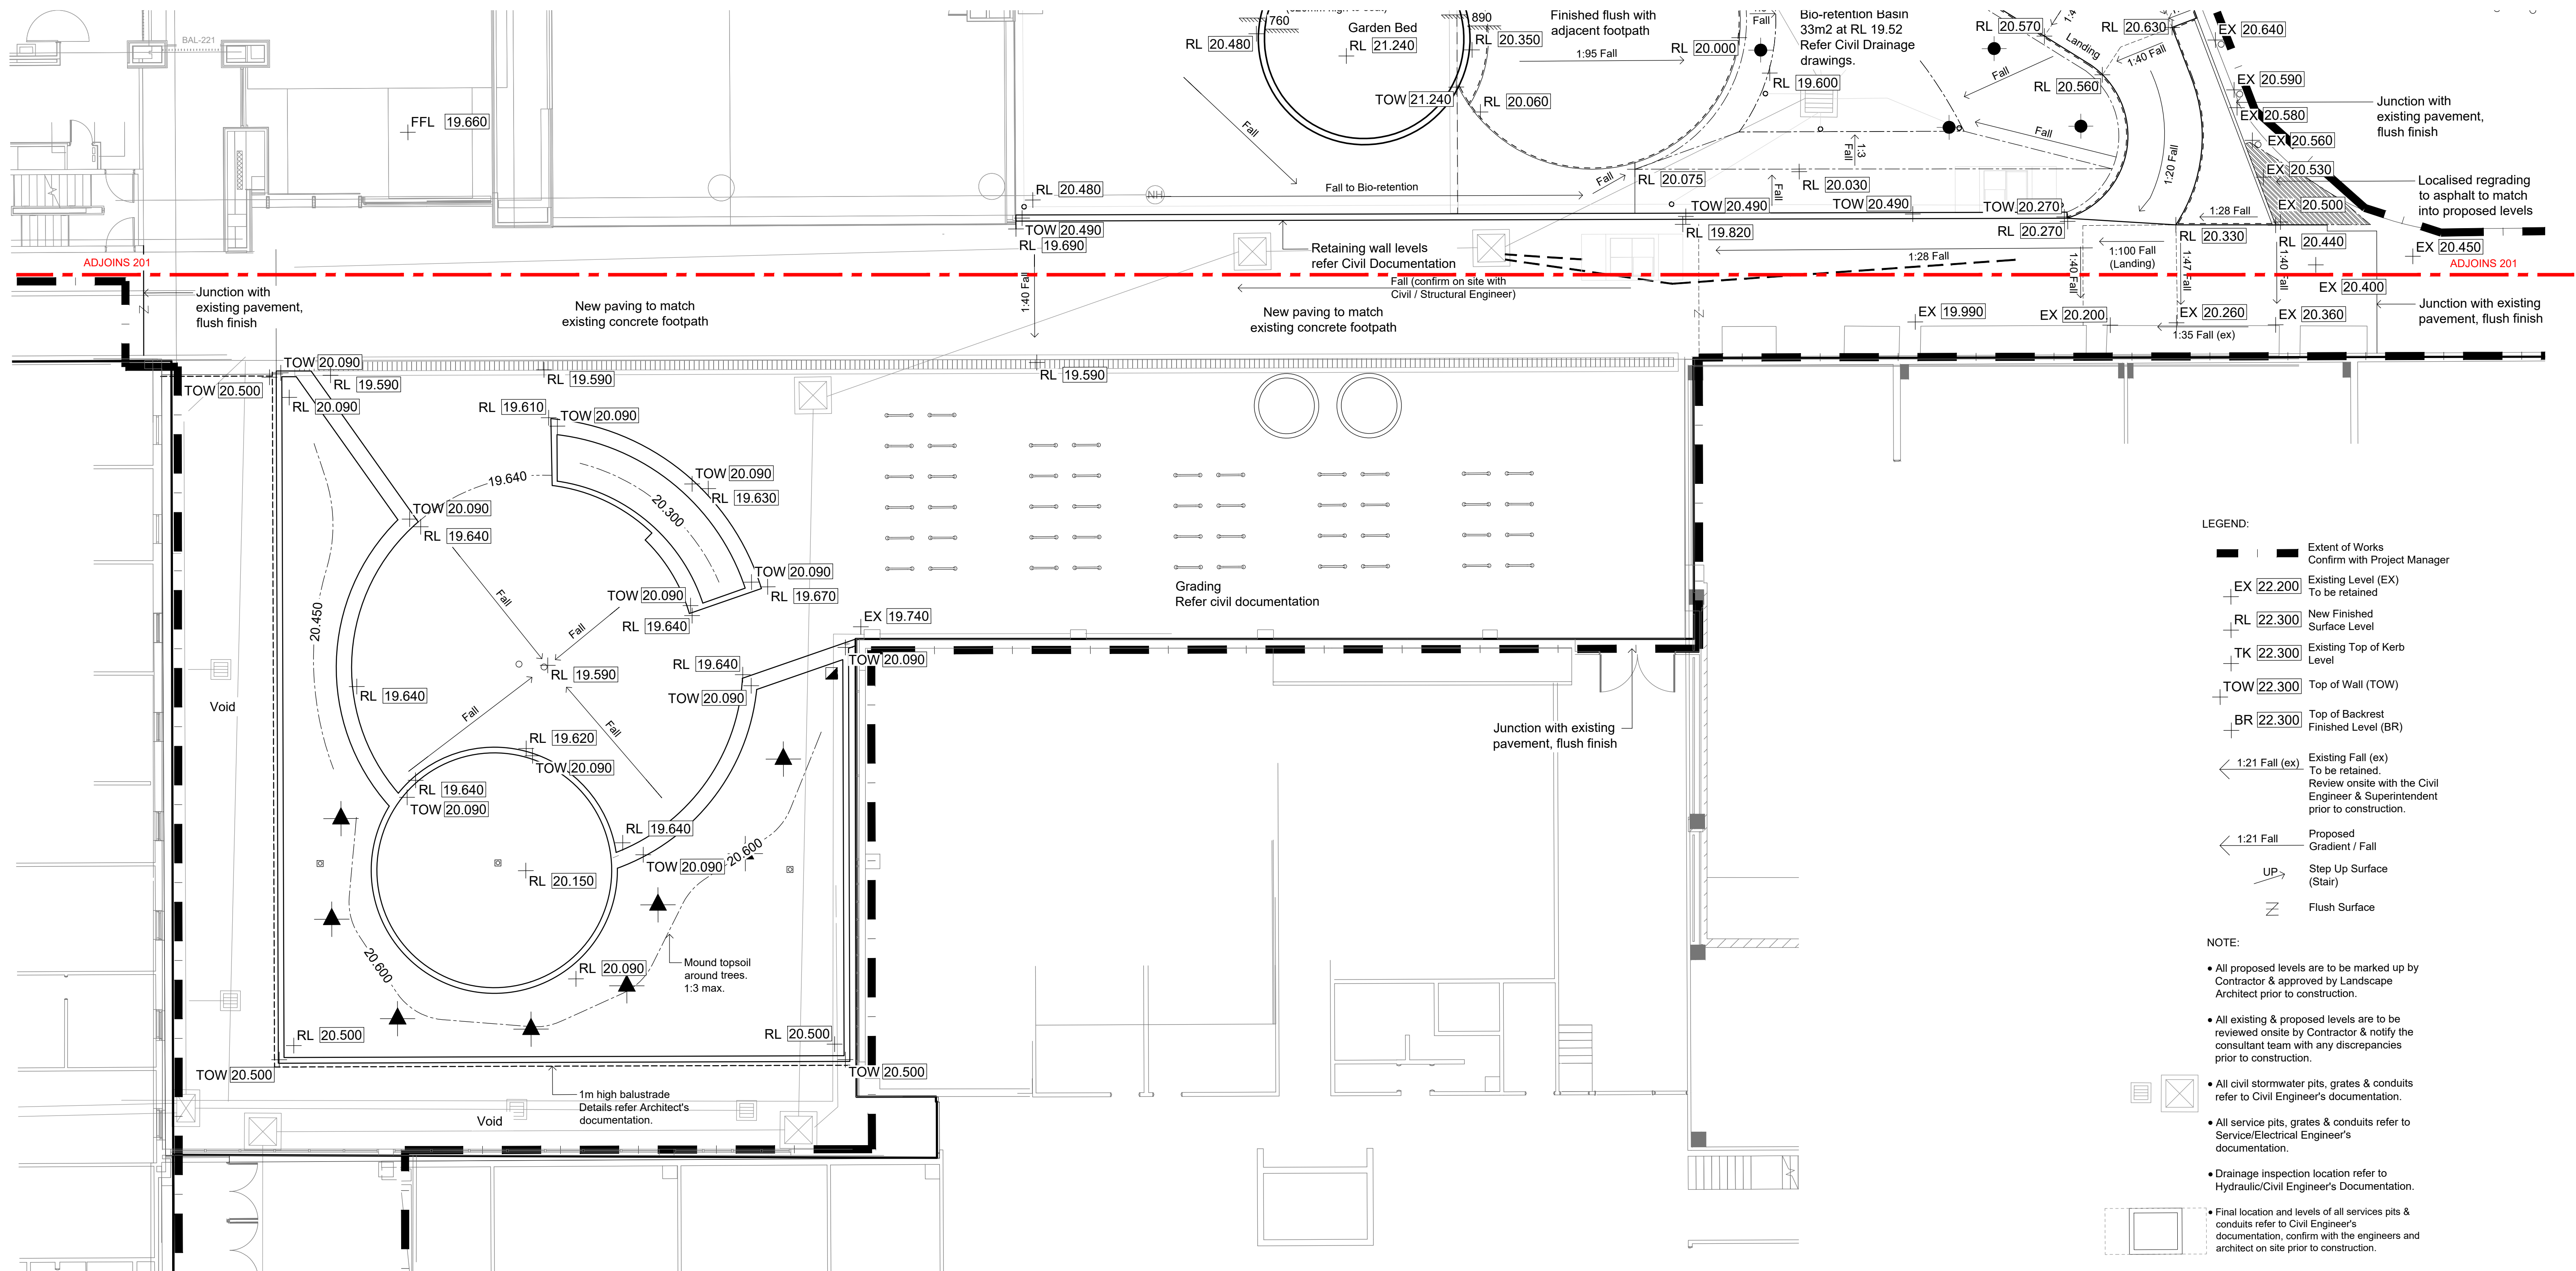 BAL-221
FFL 19.660
760
890
Garden Bed
RL 21.240
RL 20.480
RL 20.350
TOW 21.240
RL 20.060
Finished flush with
adjacent footpath
1:95 Fall
RL 20.000
Fall
Bio-retention Basin
33m2 at RL 19.52
Refer Civil Drainage
drawings.
RL 19.600
RL 20.570
Landing
RL 20.630
1:40 Fall
RL 20.560
Fall
Fall
1:20 Fall
EX 20.640
EX 20.590
EX 20.580
EX 20.560
EX 20.530
EX 20.500
Junction with
existing pavement,
flush finish
Localised regrading
to asphalt to match
into proposed levels
Fall
RL 20.480
NH
Fall to Bio-retention
Fall
RL 20.075
1:3
Fall
Fall
RL 20.030
TOW 20.490
TOW 20.490
TOW 20.270
1:28 Fall
TOW 20.490
RL 19.690
Retaining wall levels
refer Civil Documentation
RL 19.820
RL 20.270
RL 20.330
RL 20.440
EX 20.450
1:28 Fall
1:100 Fall
(Landing)
ADJOINS 201
ADJOINS 201
1:40 Fall
1:40 Fall
1:47 Fall
1:40 Fall
Fall (confirm on site with
Civil / Structural Engineer)
EX 20.400
Junction with
existing pavement,
flush finish
New paving to match
existing concrete footpath
New paving to match
existing concrete footpath
EX 19.990
EX 20.200
EX 20.260
EX 20.360
1:35 Fall (ex)
Junction with existing
pavement, flush finish
TOW 20.090
TOW 20.500
RL 19.590
RL 19.590
RL 19.590
RL 20.090
RL 19.610
TOW 20.090
19.640
TOW 20.090
RL 19.630
20.300
TOW 20.090
RL 19.640
TOW 20.090
RL 19.670
TOW 20.090
RL 19.640
Fall
Fall
20.450
Grading
Refer civil documentation
EX 19.740
RL 19.640
TOW 20.090
RL 19.590
TOW 20.090
RL 19.640
Void
Fall
Fall
RL 19.620
TOW 20.090
RL 19.640
TOW 20.090
RL 19.640
TOW 20.090
20.600
RL 20.150
Junction with existing
pavement, flush finish
20.600
RL 20.090
Mound topsoil
around trees.
1:3 max.
RL 20.500
RL 20.500
TOW 20.500
TOW 20.500
1m high balustrade
Details refer Architect's
documentation.
Void
LEGEND:
Extent of Works
Confirm with Project Manager
EX 22.200
Existing Level (EX)
To be retained
RL 22.300
New Finished
Surface Level
TK 22.300
Existing Top of Kerb
Level
TOW 22.300
Top of Wall (TOW)
BR 22.300
Top of Backrest
Finished Level (BR)
1:21 Fall (ex)
Existing Fall (ex)
To be retained.
Review onsite with the Civil
Engineer & Superintendent
prior to construction.
1:21 Fall
Proposed
Gradient / Fall
UP
Step Up Surface
(Stair)
Flush Surface
NOTE:
• All proposed levels are to be marked up by
Contractor & approved by Landscape
Architect prior to construction.
• All existing & proposed levels are to be
reviewed onsite by Contractor & notify the
consultant team with any discrepancies
prior to construction.
• All civil stormwater pits, grates & conduits
refer to Civil Engineer's documentation.
• All service pits, grates & conduits refer to
Service/Electrical Engineer's
documentation.
• Drainage inspection location refer to
Hydraulic/Civil Engineer's Documentation.
• Final location and levels of all services pits &
conduits refer to Civil Engineer's
documentation, confirm with the engineers and
architect on site prior to construction.